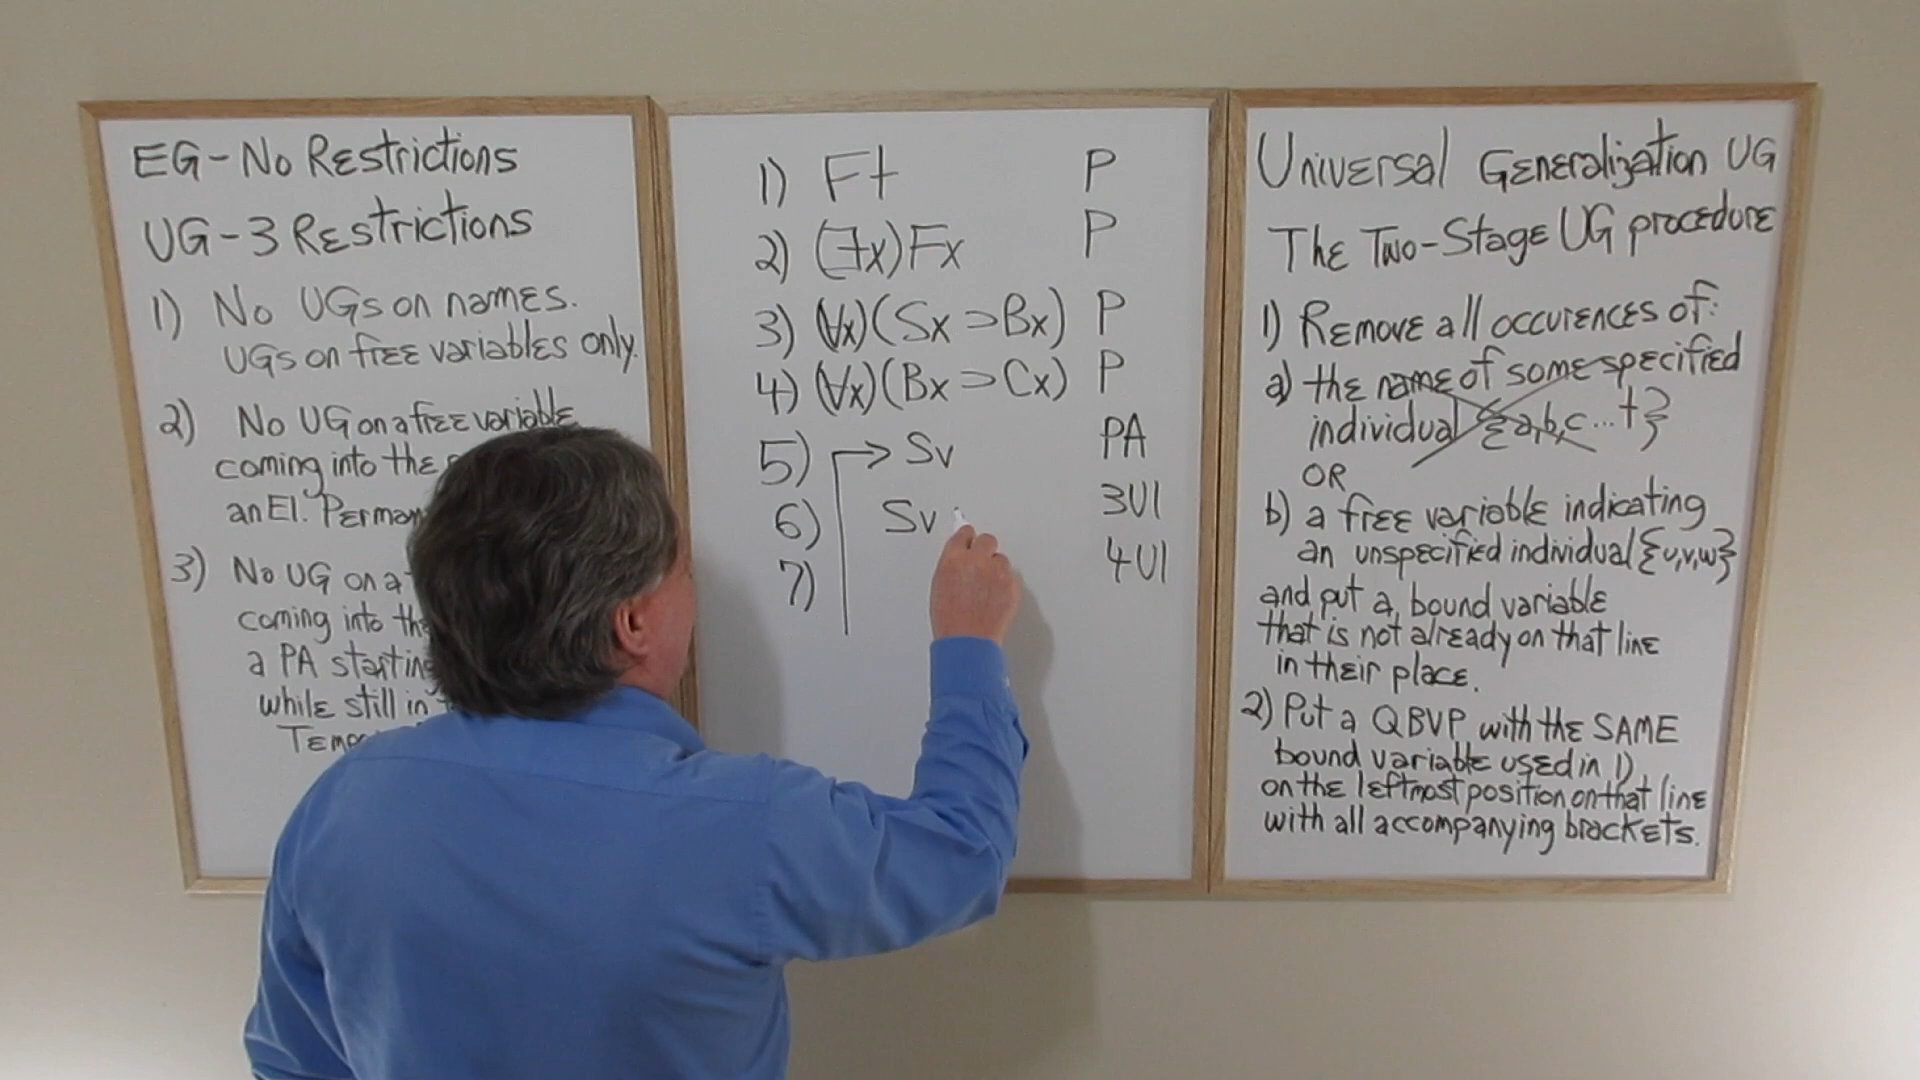 EG-No Restrictions
UG-3 Restrictions
1) No UGs on names.
UGs on free variables only.
2) No UG on a free variable
coming into the
an EI.
3) No UG on a
coming into
a PA
while still in
1) Ft P
2) (∃x)Fx P
3) (∀x)(Sx⊃Bx) P
4) (∀x)(Bx⊃Cx) P
5) → Sv PA
6) Sv 3UI
7) 4UI
Universal Generalization UG
The Two-Stage UG procedure
1) Remove all occurences of:
a) the name of some specified
individual {a,b,c...t}
OR
b) a free variable indicating
an unspecified individual {u,v,w}
and put a bound variable
that is not already on that line
in their place.
2) Put a QBVP with the SAME
bound variable used in 1)
on the leftmost position on that line
with all accompanying brackets.